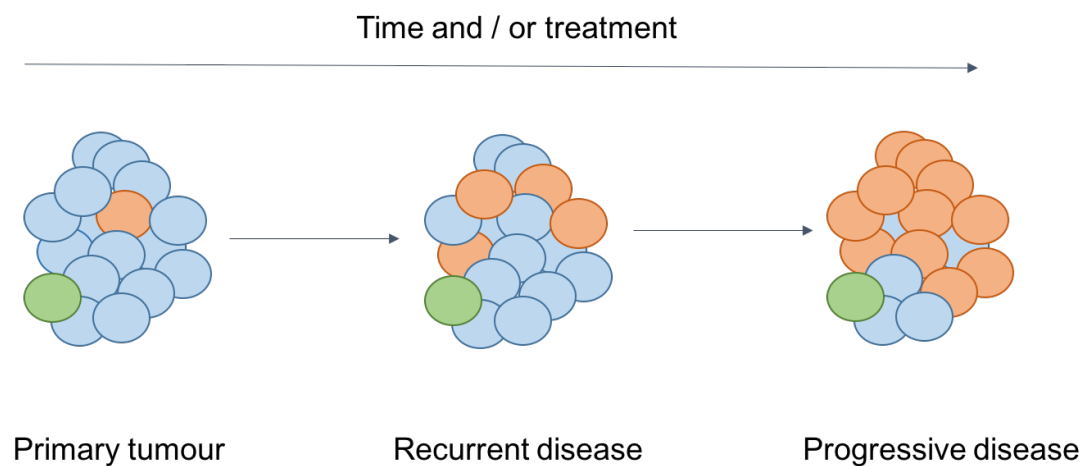 Time and / or treatment
Primary tumour
Recurrent disease
Progressive disease